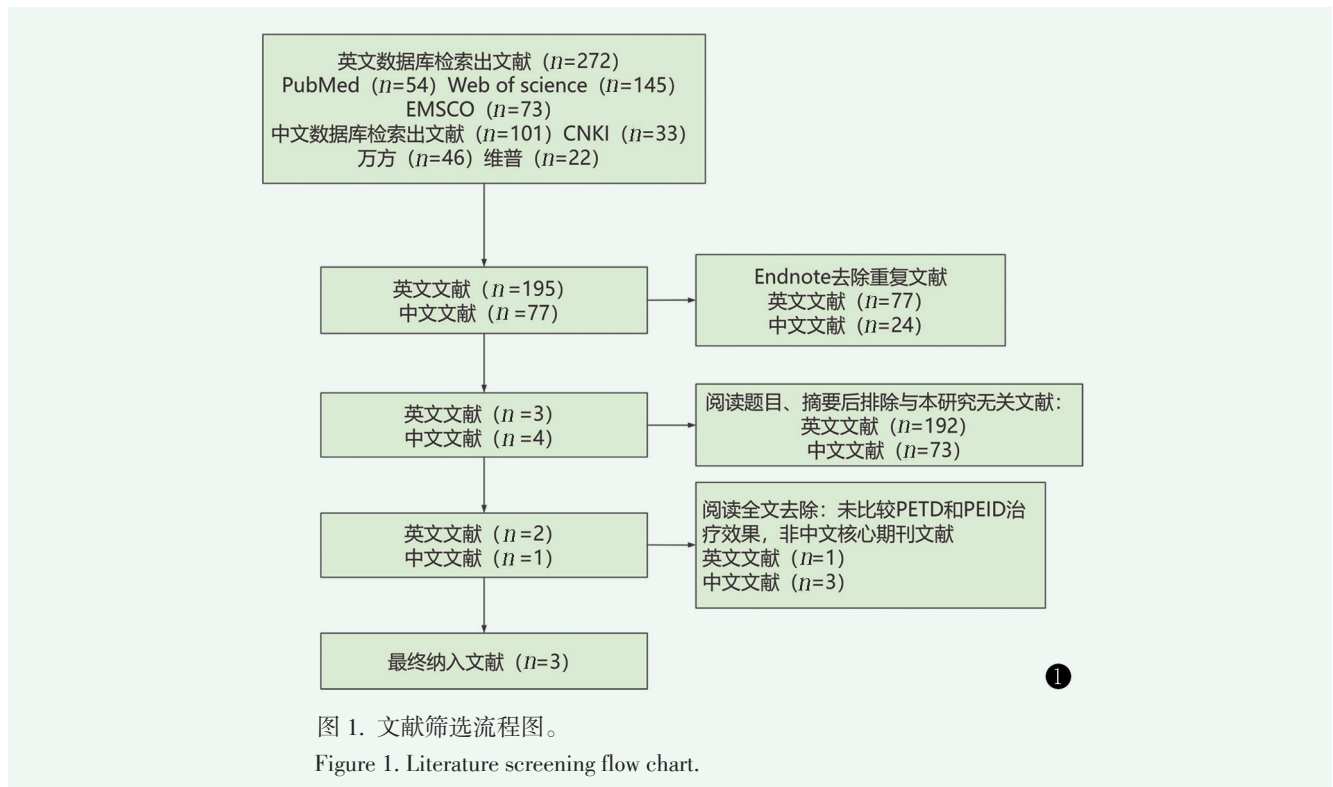 英文数据库检索出文献（n=272）
PubMed（n=54）Web of science（n=145）
EMSCO（n=73）
中文数据库检索出文献（n=101）CNKI（n=33）
万方（n=46）维普（n=22）
英文文献（n=195）
中文文献（n=77）
Endnote去除重复文献
英文文献（n=77）
中文文献（n=24）
英文文献（n=3）
中文文献（n=4）
阅读题目、摘要后排除与本研究无关文献：
英文文献（n=192）
中文文献（n=73）
英文文献（n=2）
中文文献（n=1）
阅读全文去除：未比较PETD和PEID治
疗效果，非中文核心期刊文献
英文文献（n=1）
中文文献（n=3）
最终纳入文献（n=3）
❶
图 1. 文献筛选流程图。
Figure 1. Literature screening flow chart.